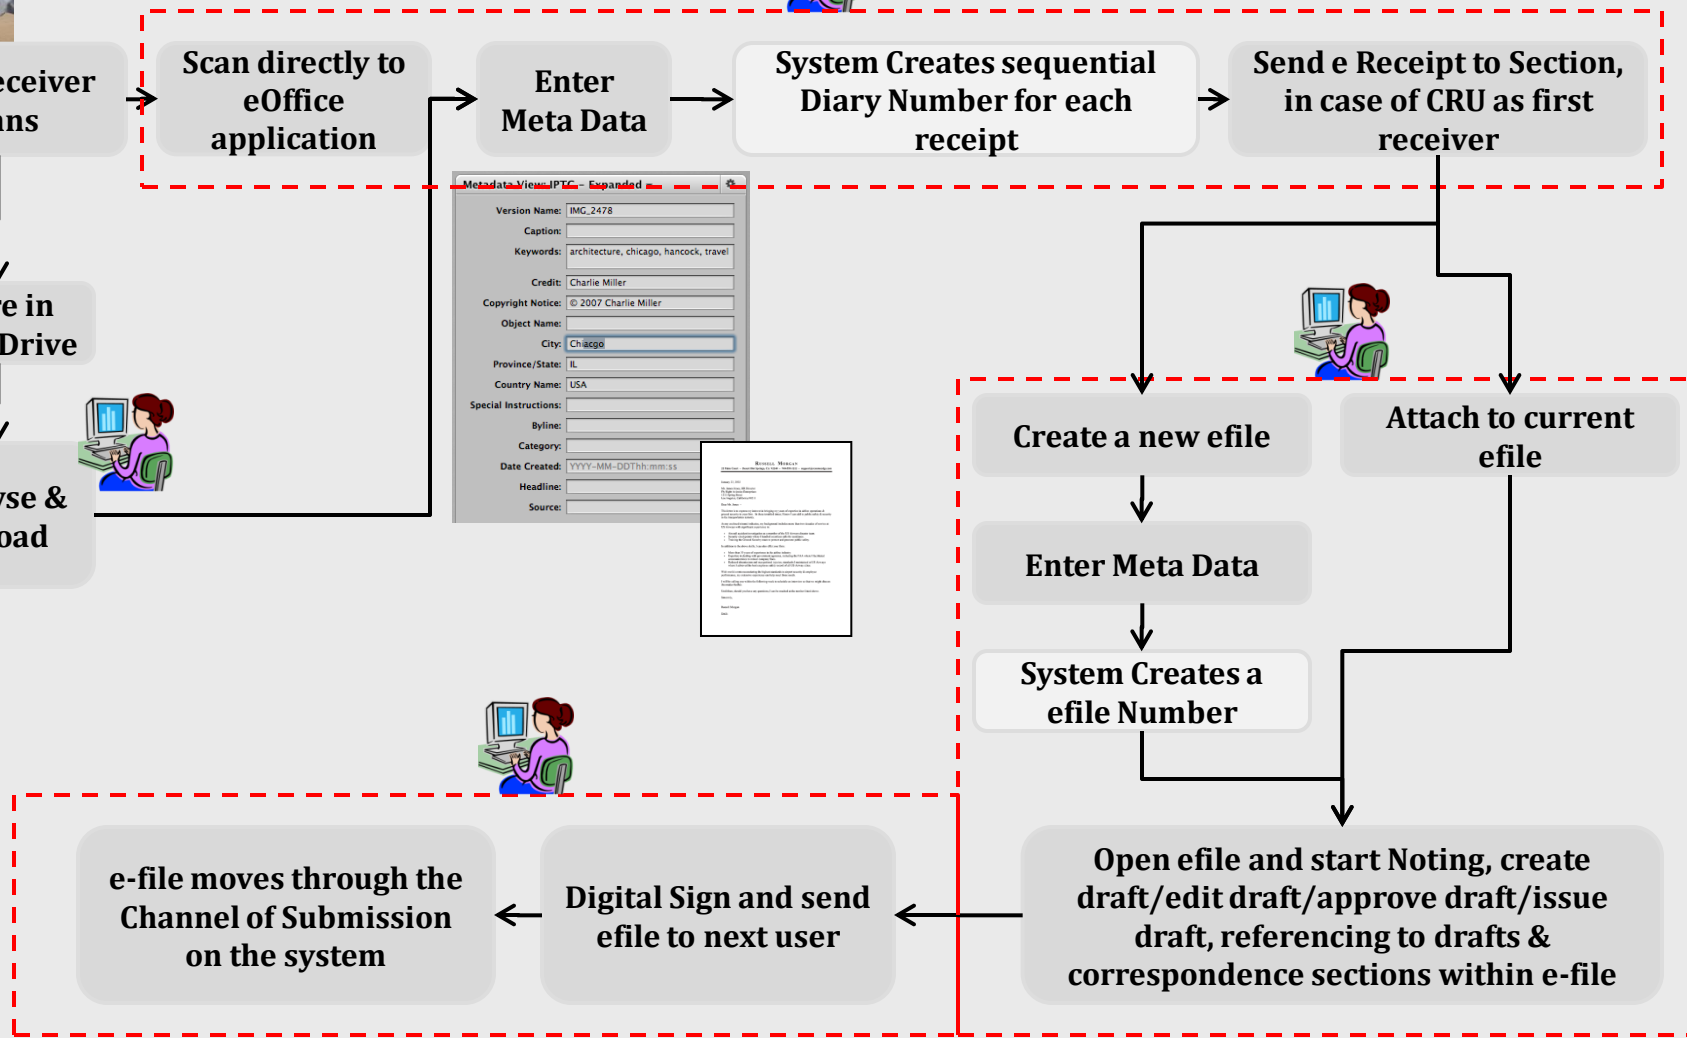 Scan directly to
eOffice
application
Enter
Meta Data
System Creates sequential
Diary Number for each
receipt
Send e Receipt to Section,
in case of CRU as first
receiver
eceiver
ns
e in
Drive
se &
oad
Metadata View: IPTC - Expanded
Version Name: IMG_2478
Caption:
Keywords: architecture, chicago, hancock, travel
Credit: Charlie Miller
Copyright Notice: © 2007 Charlie Miller
Object Name:
City: Chiacgo
Province/State: IL
Country Name: USA
Special Instructions:
Byline:
Category:
Date Created: YYYY-MM-DDThh:mm:ss
Headline:
Source:
RUSSELL MORGAN
Create a new efile
Attach to current
efile
Enter Meta Data
System Creates a
efile Number
Open efile and start Noting, create
draft/edit draft/approve draft/issue
draft, referencing to drafts &
correspondence sections within e-file
Digital Sign and send
efile to next user
e-file moves through the
Channel of Submission
on the system